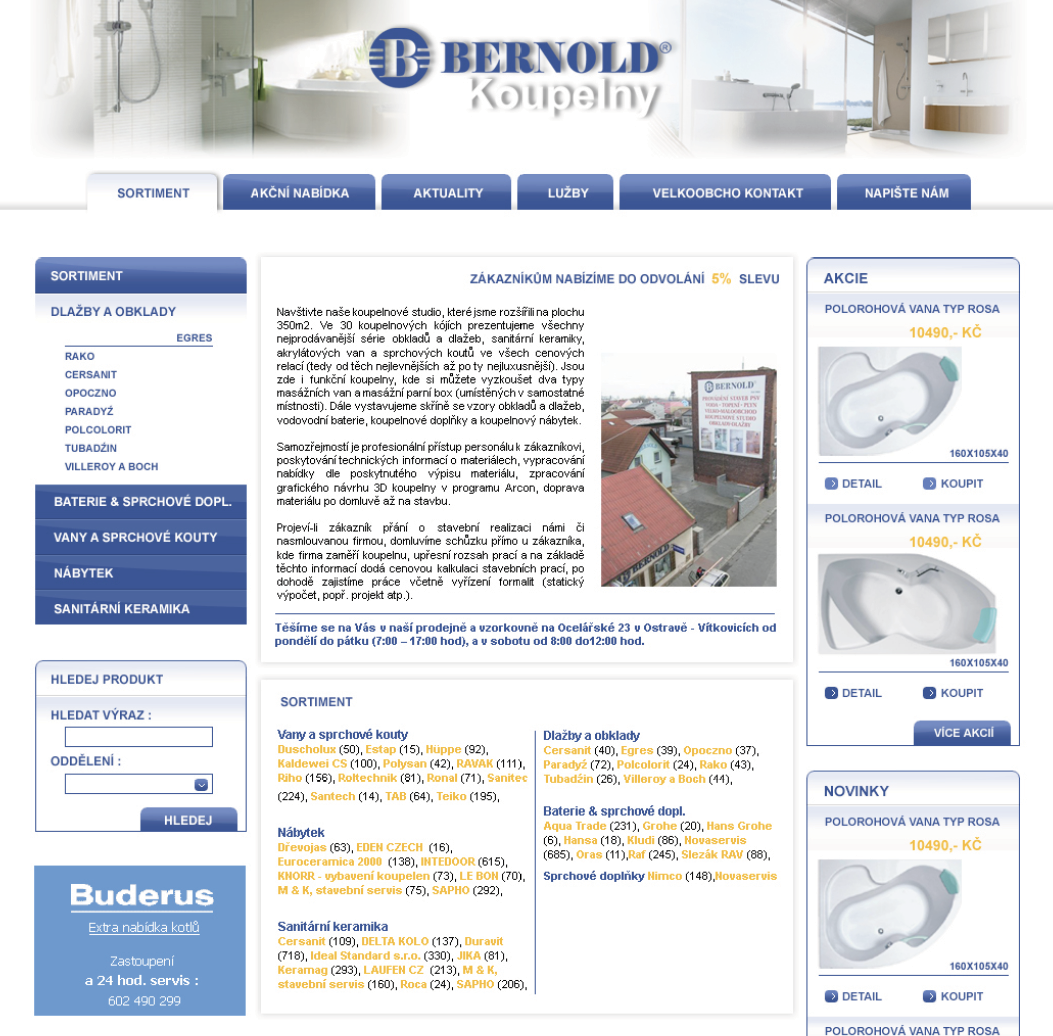 BERNOLD®
Koupelny
SORTIMENT
AKČNÍ NABÍDKA
AKTUALITY
LUŽBY
VELKOOBCHO KONTAKT
NAPIŠTE NÁM
SORTIMENT
DLAŽBY A OBKLADY
EGRES
RAKO
CERSANIT
OPOCZNO
PARADYŹ
POLCOLORIT
TUBADŹIN
VILLEROY A BOCH
BATERIE & SPRCHOVÉ DOPL.
VANY A SPRCHOVÉ KOUTY
NÁBYTEK
SANITÁRNÍ KERAMIKA
HLEDEJ PRODUKT
HLEDAT VÝRAZ :
ODDĚLENÍ :
HLEDEJ
Buderus
Extra nabídka kotlů
Zastoupení
a 24 hod. servis :
602 490 299
ZÁKAZNÍKŮM NABÍZÍME DO ODVOLÁNÍ 5% SLEVU
Navštivte naše koupelnové studio, které jsme rozšířili na plochu
350m2. Ve 30 koupelnových kójích prezentujeme všechny
nejprodávanější série obkladů a dlažeb, sanitární keramiky,
akrylátových van a sprchových koutů ve všech cenových
relací (tedy od těch nejlevnějších až po ty nejluxusnější). Jsou
zde i funkční koupelny, kde si můžete vyzkoušet dva typy
masážních van a masážní parní box (umístěných v samostatné
místnosti). Dále vystavujeme skříně se vzory obkladů a dlažeb,
vodovodní baterie, koupelnové doplňky a koupelnový nábytek.
Samozřejmostí je profesionální přístup personálu k zákazníkovi,
poskytování technických informací o materiálech, vypracování
nabídky dle poskytnutého výpisu materiálu, zpracování
grafického návrhu 3D koupelny v programu Arcon, doprava
materiálu po domluvě až na stavbu.
Projeví-li zákazník přání o stavební realizaci námi či
nasmlouvanou firmou, domluvíme schůzku přímo u zákazníka,
kde firma zaměří koupelnu, upřesní rozsah prací a na základě
těchto informací dodá cenovou kalkulaci stavebních prací, po
dohodě zajistíme práce včetně vyřízení formalit (statický
výpočet, popř. projekt atp.).
BERNOLD
PROVÁDĚNÍ STAVEB PSV
VODA - TOPENÍ - PLYN
VELKO-MALOOBCHOD
KOUPELNOVÉ STUDIO
OBKLADY-DLAŽBY
BERNOLD
Těšíme se na Vás v naší prodejně a vzorkovně na Ocelářské 23 v Ostravě - Vítkovicích od
pondělí do pátku (7:00 – 17:00 hod), a v sobotu od 8:00 do12:00 hod.
SORTIMENT
Vany a sprchové kouty
Duscholux (50), Estap (15), Hüppe (92),
Kaldewei CS (100), Polysan (42), RAVAK (111),
Riho (156), Roltechnik (81), Ronal (71), Sanitec
(224), Santech (14), TAB (64), Teiko (195),
Nábytek
Dřevojas (63), EDEN CZECH (16),
Euroceramica 2000 (138), INTEDOOR (615),
KNORR - vybavení koupelen (73), LE BON (70),
M & K, stavební servis (75), SAPHO (292),
Sanitární keramika
Cersanit (109), DELTA KOLO (137), Duravit
(718), Ideal Standard s.r.o. (330), JIKA (81),
Keramag (293), LAUFEN CZ (213), M & K,
stavební servis (160), Roca (24), SAPHO (206),
Dlažby a obklady
Cersanit (40), Egres (39), Opoczno (37),
Paradyź (72), Polcolorit (24), Rako (43),
Tubadźin (26), Villeroy a Boch (44),
Baterie & sprchové dopl.
Aqua Trade (231), Grohe (20), Hans Grohe
(6), Hansa (18), Kludi (86), Novaservis
(685), Oras (11),Raf (245), Slezák RAV (88),
Sprchové doplňky Nimco (148),Novaservis
AKCIE
POLOROHOVÁ VANA TYP ROSA
10490,- KČ
160X105X40
DETAIL
KOUPIT
POLOROHOVÁ VANA TYP ROSA
10490,- KČ
160X105X40
DETAIL
KOUPIT
VÍCE AKCIÍ
NOVINKY
POLOROHOVÁ VANA TYP ROSA
10490,- KČ
160X105X40
DETAIL
KOUPIT
POLOROHOVÁ VANA TYP ROSA